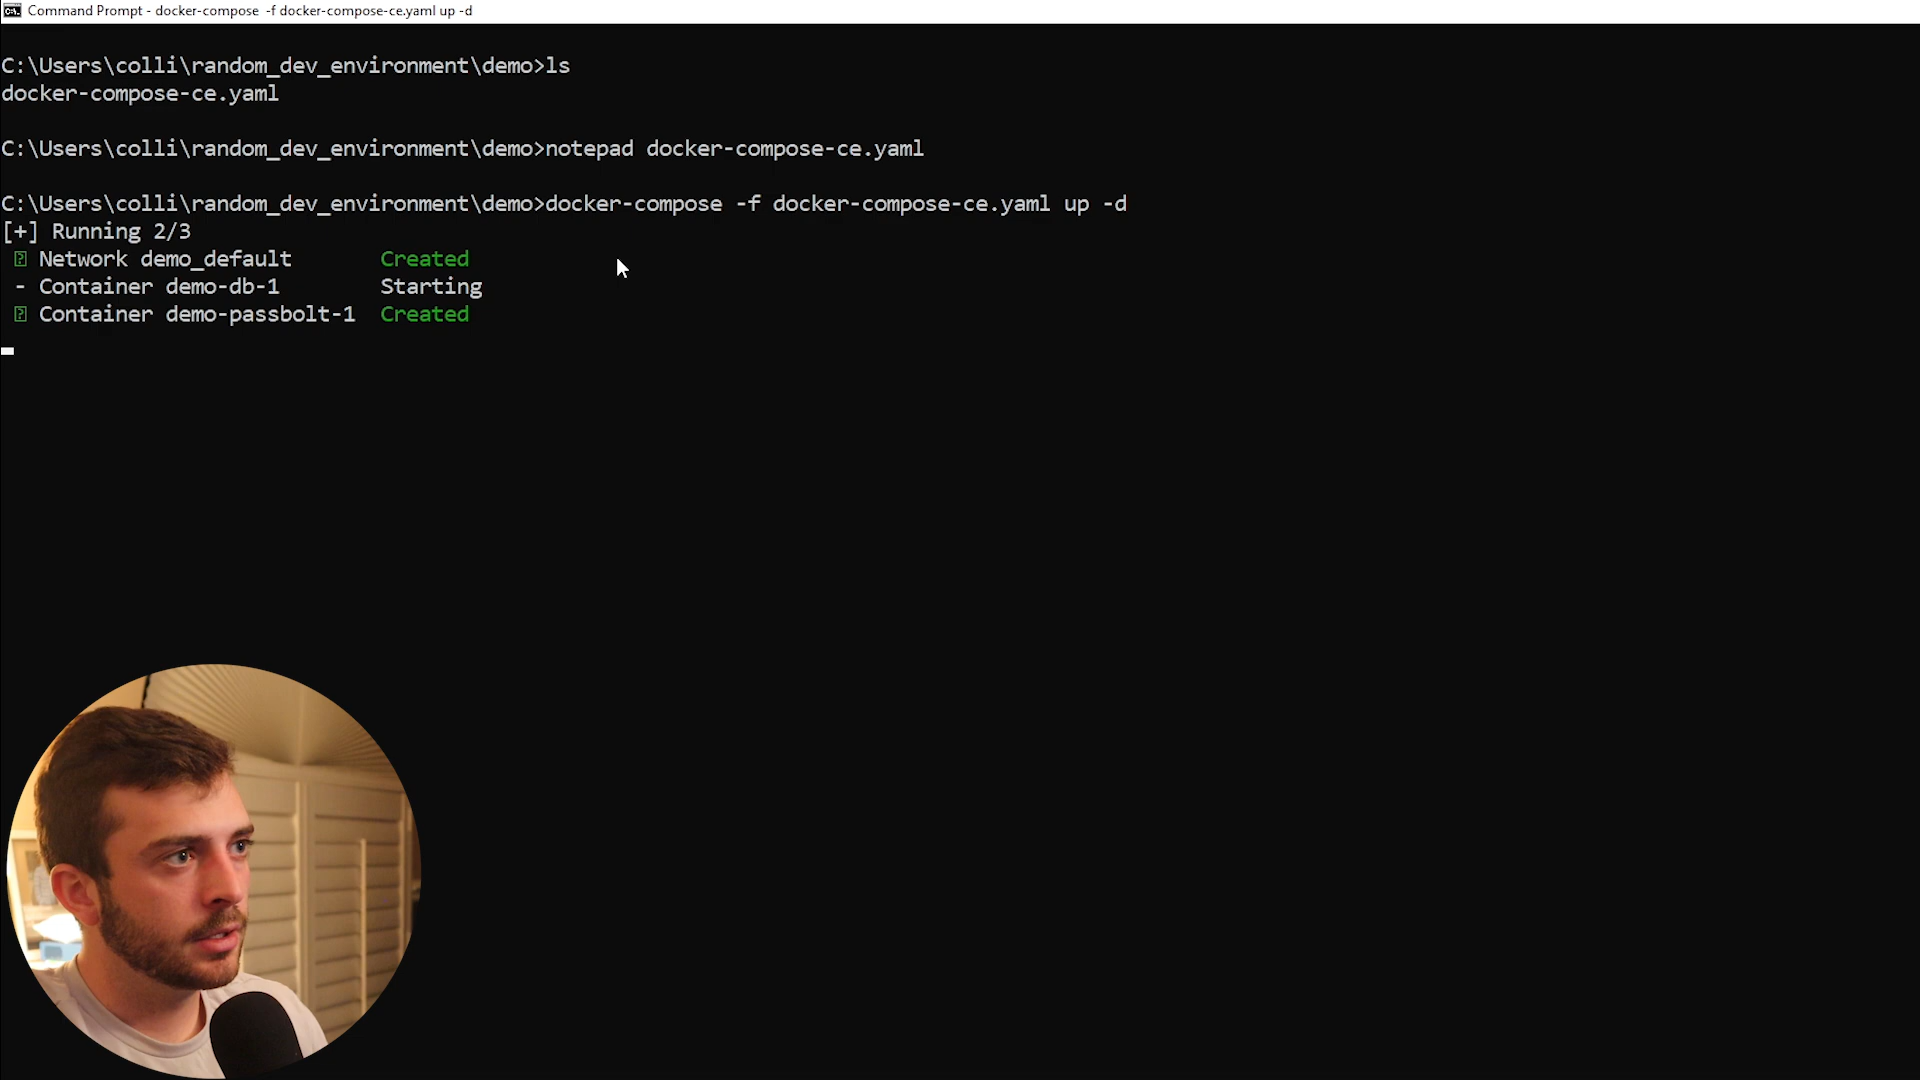 Command Prompt - docker-compose  -f docker-compose-ce.yaml up -d
C:\Users\colli\random_dev_environment\demo>ls
docker-compose-ce.yaml
C:\Users\colli\random_dev_environment\demo>notepad docker-compose-ce.yaml
C:\Users\colli\random_dev_environment\demo>docker-compose -f docker-compose-ce.yaml up -d
[+] Running 2/3
Network demo_default       Created
- Container demo-db-1        Starting
Container demo-passbolt-1  Created